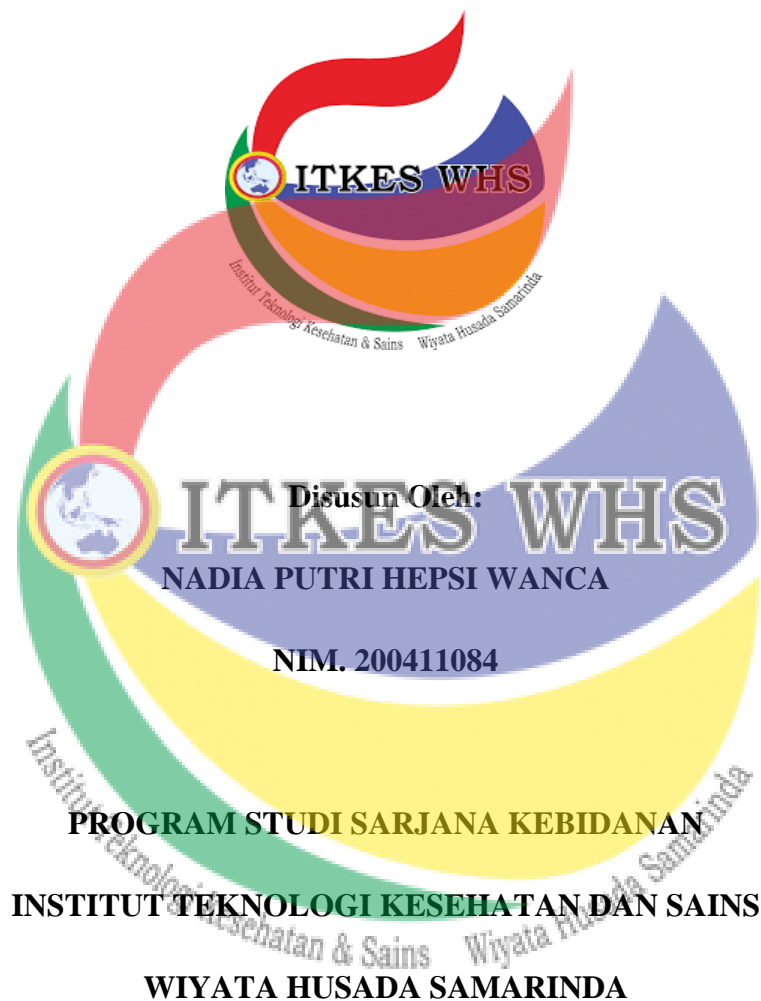 ITKES WHS
Institut Teknologi Kesehatan & Sains Wiyata Husada Samarinda
Disusun Oleh:
ITKES WHS
NADIA PUTRI HEPSI WANCA
NIM. 200411084
PROGRAM STUDI SARJANA KEBIDANAN
INSTITUT TEKNOLOGI KESEHATAN DAN SAINS
Institut Teknologi Kesehatan & Sains Wiyata Husada Samarinda
WIYATA HUSADA SAMARINDA